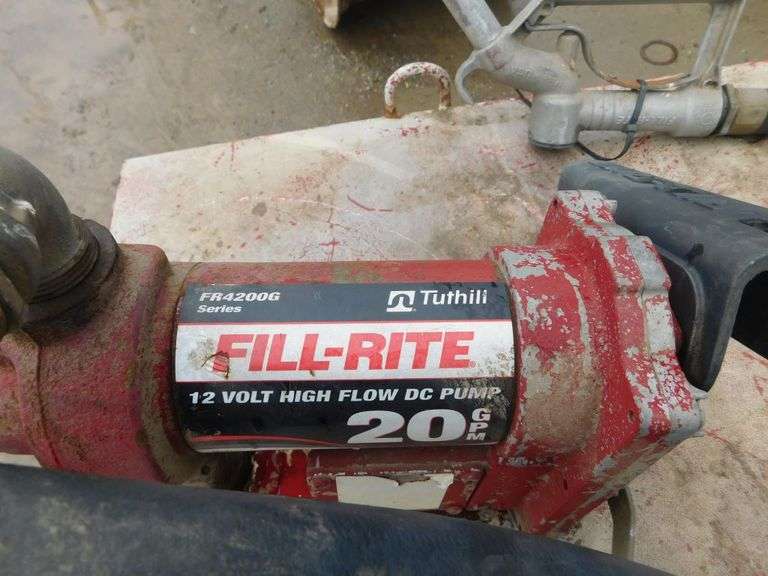 FR4200G
Series
Tuthill
FILL-RITE
12 VOLT HIGH FLOW DC PUMP
20 GPM